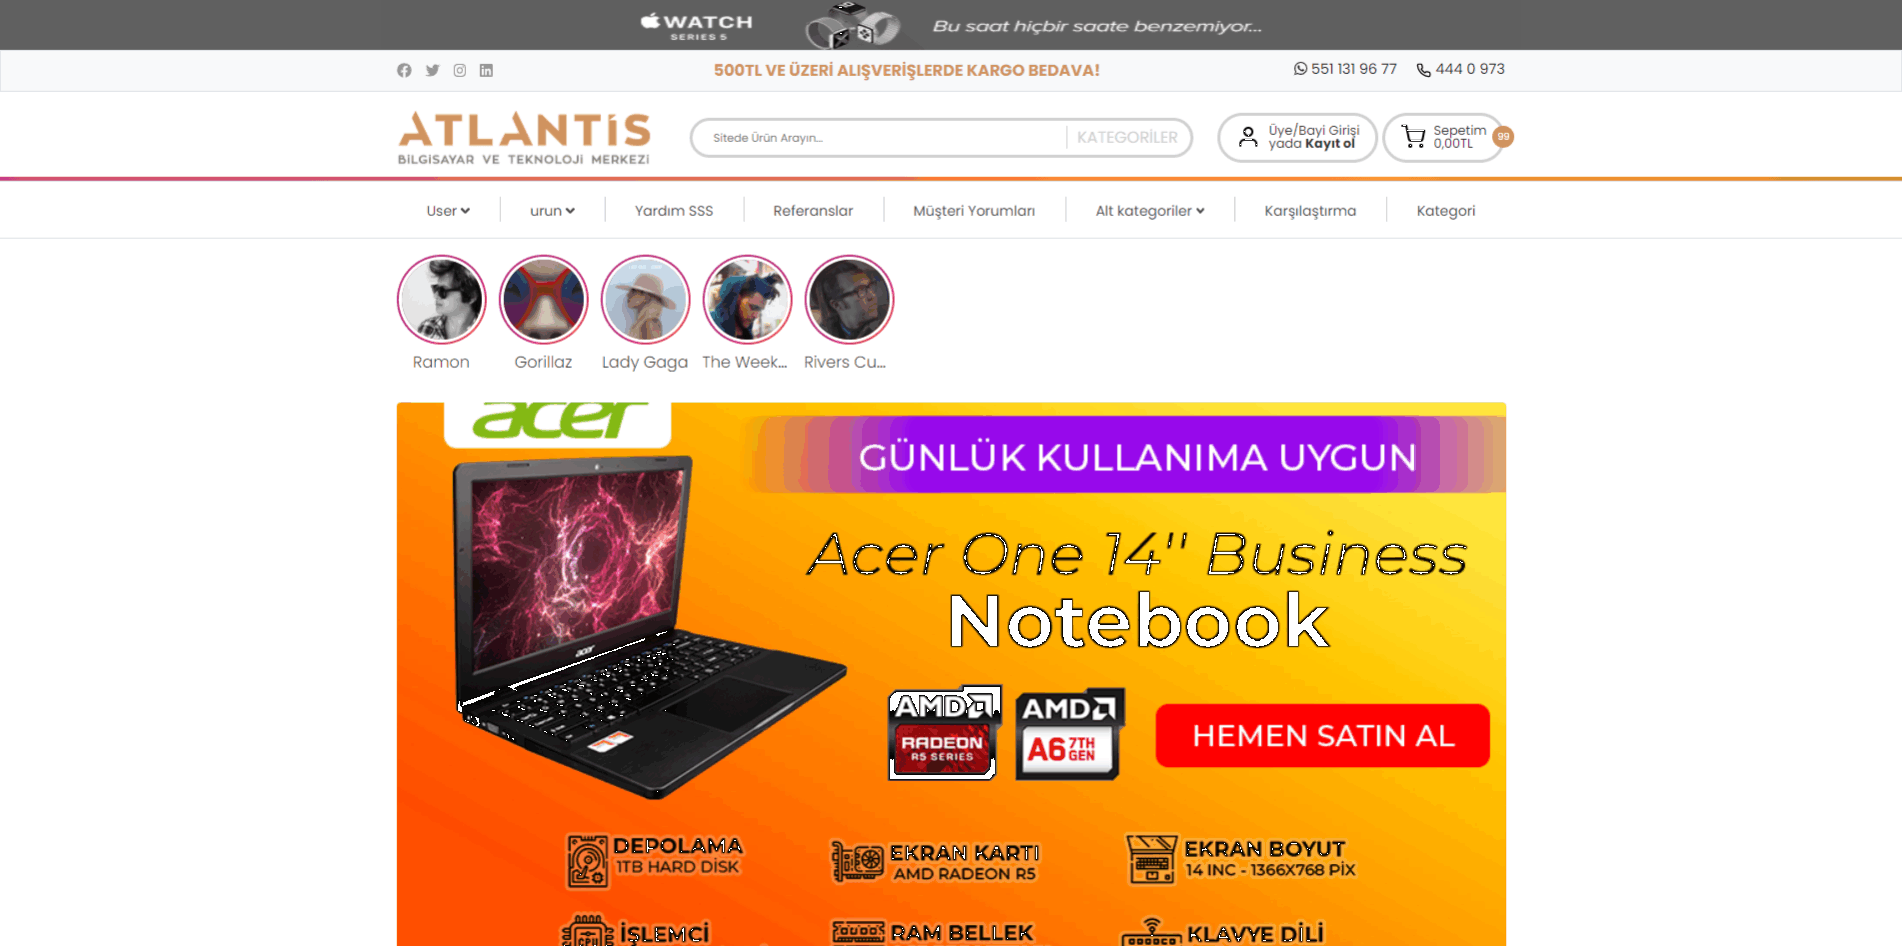 WATCH
SERIES 5
Bu saat hiçbir saate benzemiyor...
500TL VE ÜZERİ ALIŞVERİŞLERDE KARGO BEDAVA!
551 131 96 77
444 0 973
ATLANTİS
BİLGİSAYAR VE TEKNOLOJİ MERKEZİ
Sitede Ürün Arayın...
KATEGORİLER
Üye/Bayi Girişi
yada Kayıt ol
Sepetim
0,00TL
99
User
urun
Yardım SSS
Referanslar
Müşteri Yorumları
Alt kategoriler
Karşılaştırma
Kategori
Ramon
Gorillaz
Lady Gaga
The Week...
Rivers Cu...
acer
GÜNLÜK KULLANIMA UYGUN
Acer One 14'' Business
Notebook
acer
AMD
RADEON
R5 SERIES
AMD
A6 7TH GEN
HEMEN SATIN AL
DEPOLAMA
1TB HARD DİSK
EKRAN KARTI
AMD RADEON R5
EKRAN BOYUT
14 INC - 1366X768 PİX
CPU
İŞLEMCİ
RAM BELLEK
KLAVYE DİLİ